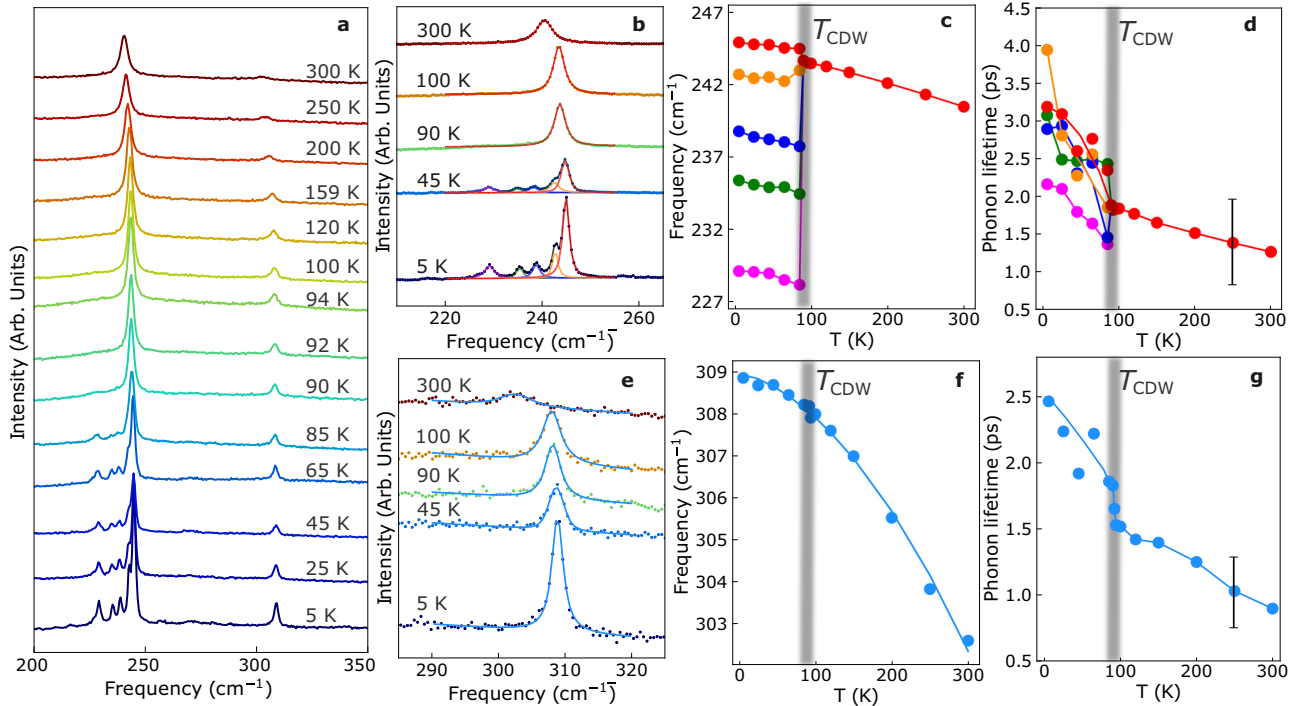 a
300 K
250 K
200 K
159 K
120 K
100 K
94 K
92 K
90 K
85 K
65 K
45 K
25 K
5 K
Intensity (Arb. Units)
200 250 300 350
Frequency (cm⁻¹)
b
300 K
100 K
90 K
45 K
5 K
Intensity (Arb. Units)
220 240 260
Frequency (cm⁻¹)
c
T_CDW
247
242
237
232
227
Frequency (cm⁻¹)
0 50 100 150 200 250 300
T (K)
d
T_CDW
4.5
4.0
3.5
3.0
2.5
2.0
1.5
1.0
0.5
Phonon lifetime (ps)
0 50 100 150 200 250 300
T (K)
e
300 K
100 K
90 K
45 K
5 K
Intensity (Arb. Units)
290 300 310 320
Frequency (cm⁻¹)
f
T_CDW
309
308
307
306
305
304
303
Frequency (cm⁻¹)
0 100 200 300
T (K)
g
T_CDW
2.5
2.0
1.5
1.0
0.5
Phonon lifetime (ps)
0 100 200 300
T (K)